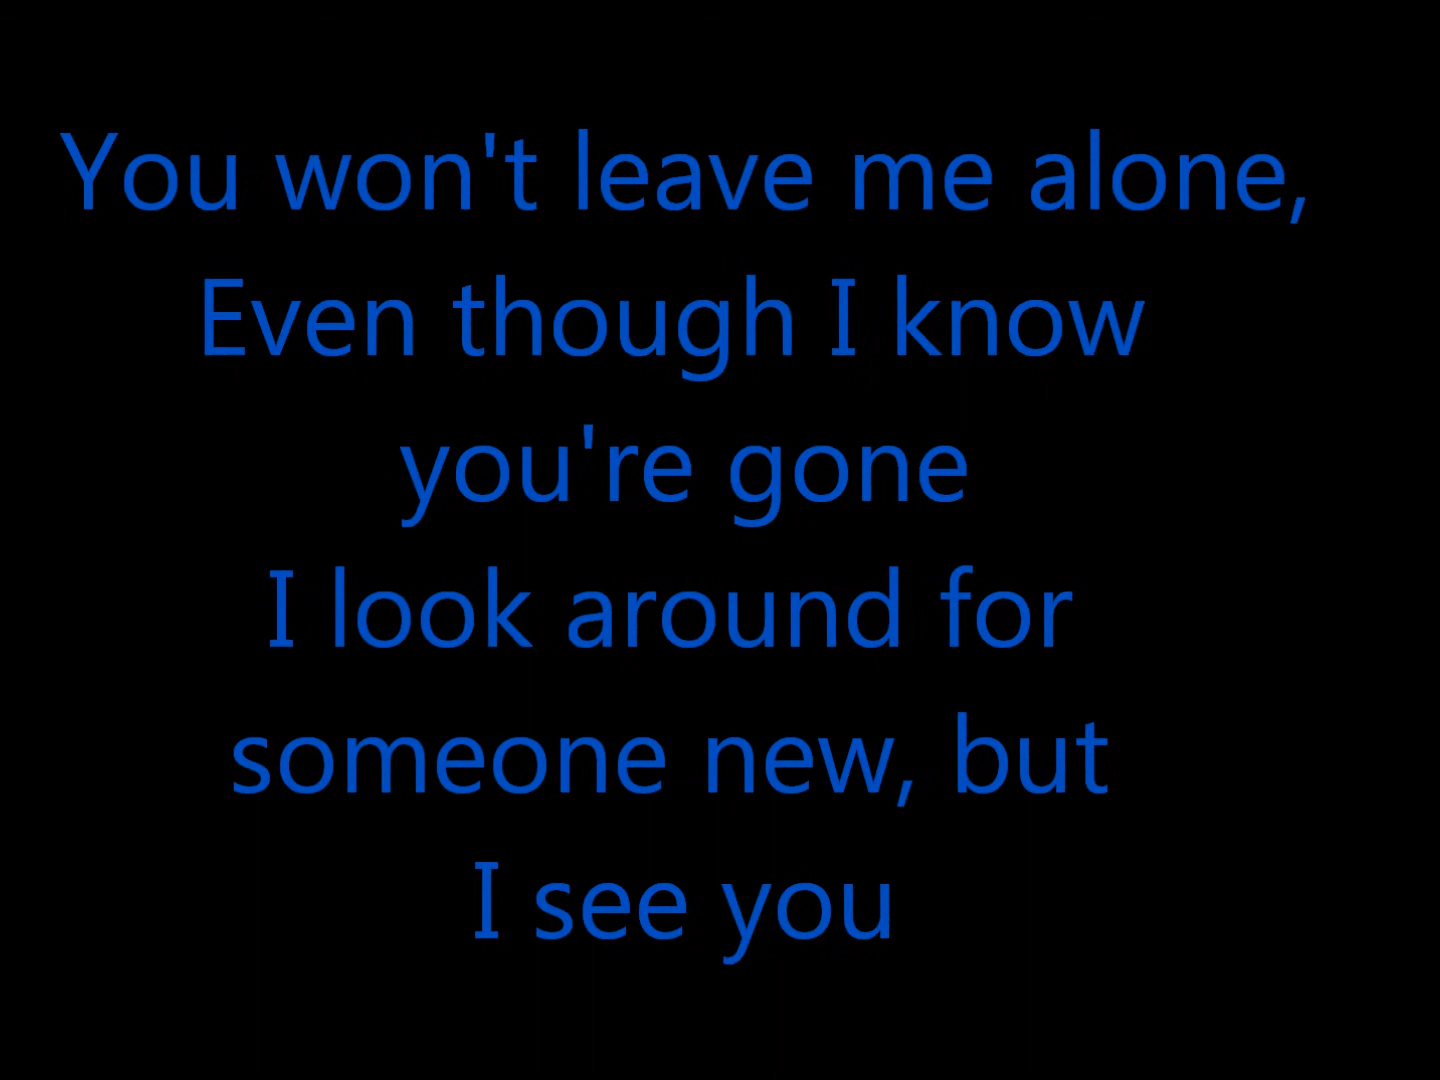 You won't leave me alone,
Even though I know
you're gone
I look around for
someone new, but
I see you